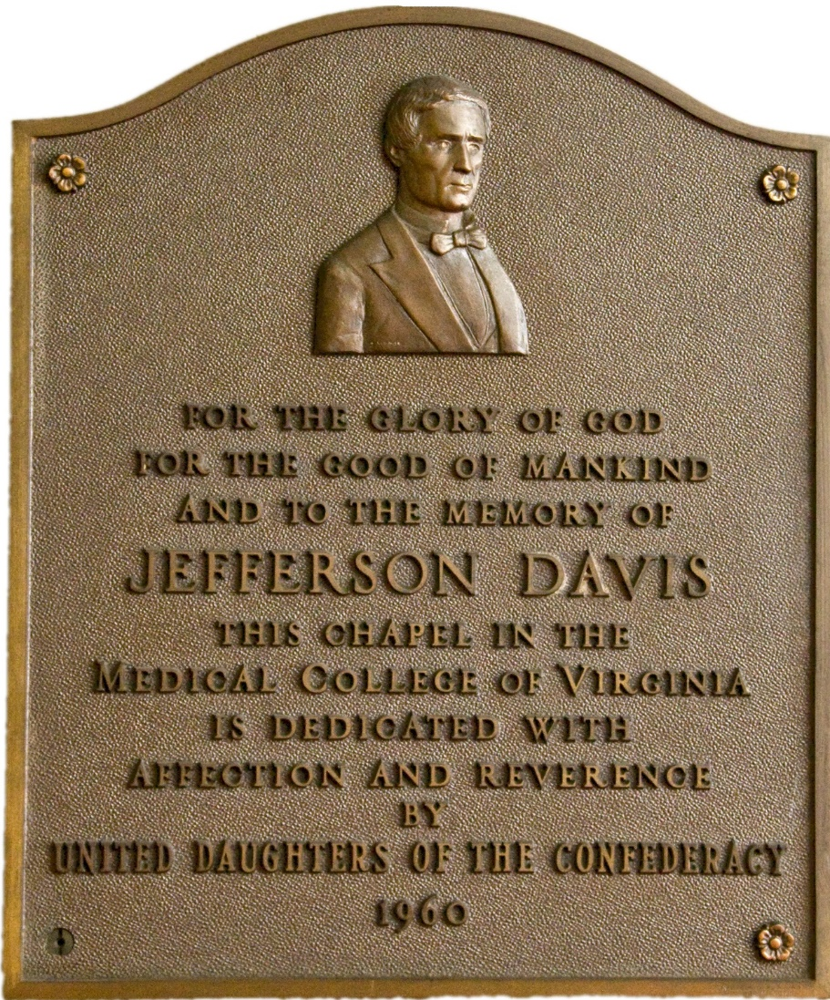 FOR THE GLORY OF GOD
FOR THE GOOD OF MANKIND
AND TO THE MEMORY OF
JEFFERSON DAVIS
THIS CHAPEL IN THE
MEDICAL COLLEGE OF VIRGINIA
IS DEDICATED WITH
AFFECTION AND REVERENCE
BY
UNITED DAUGHTERS OF THE CONFEDERACY
1960